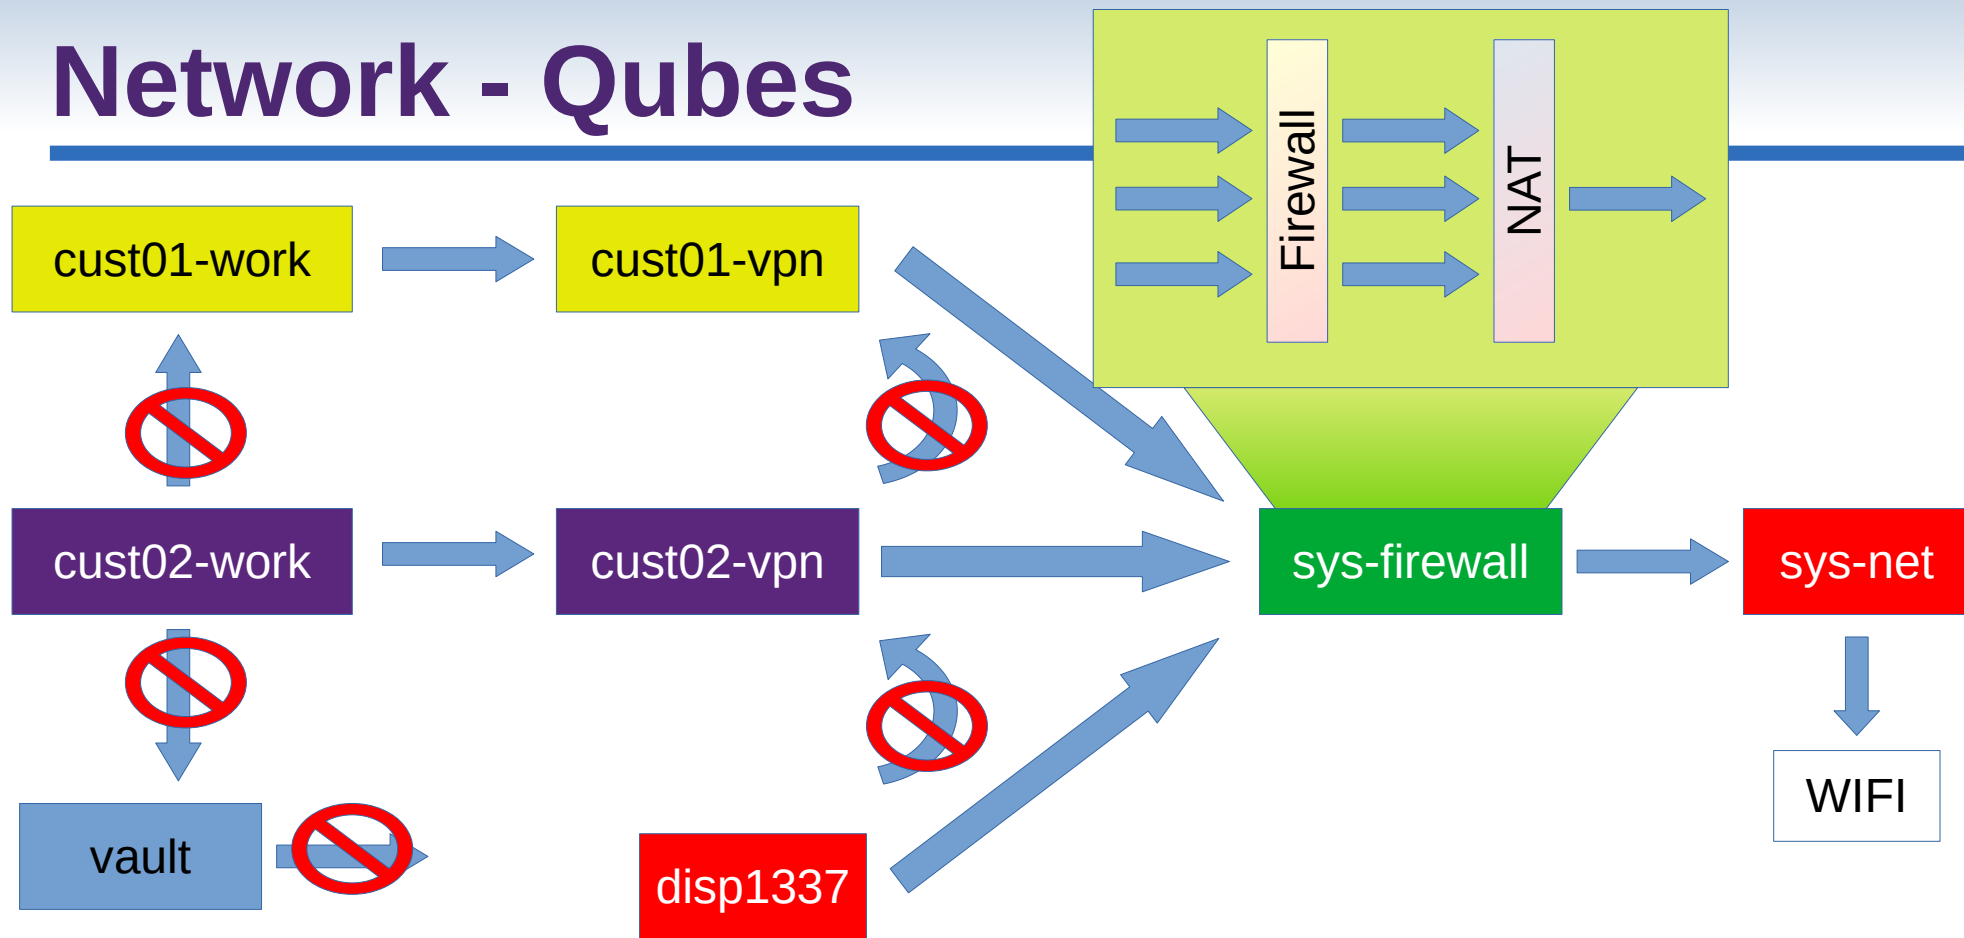 Network - Qubes
Firewall
NAT
cust01-work
cust01-vpn
cust02-work
cust02-vpn
sys-firewall
sys-net
WIFI
vault
disp1337